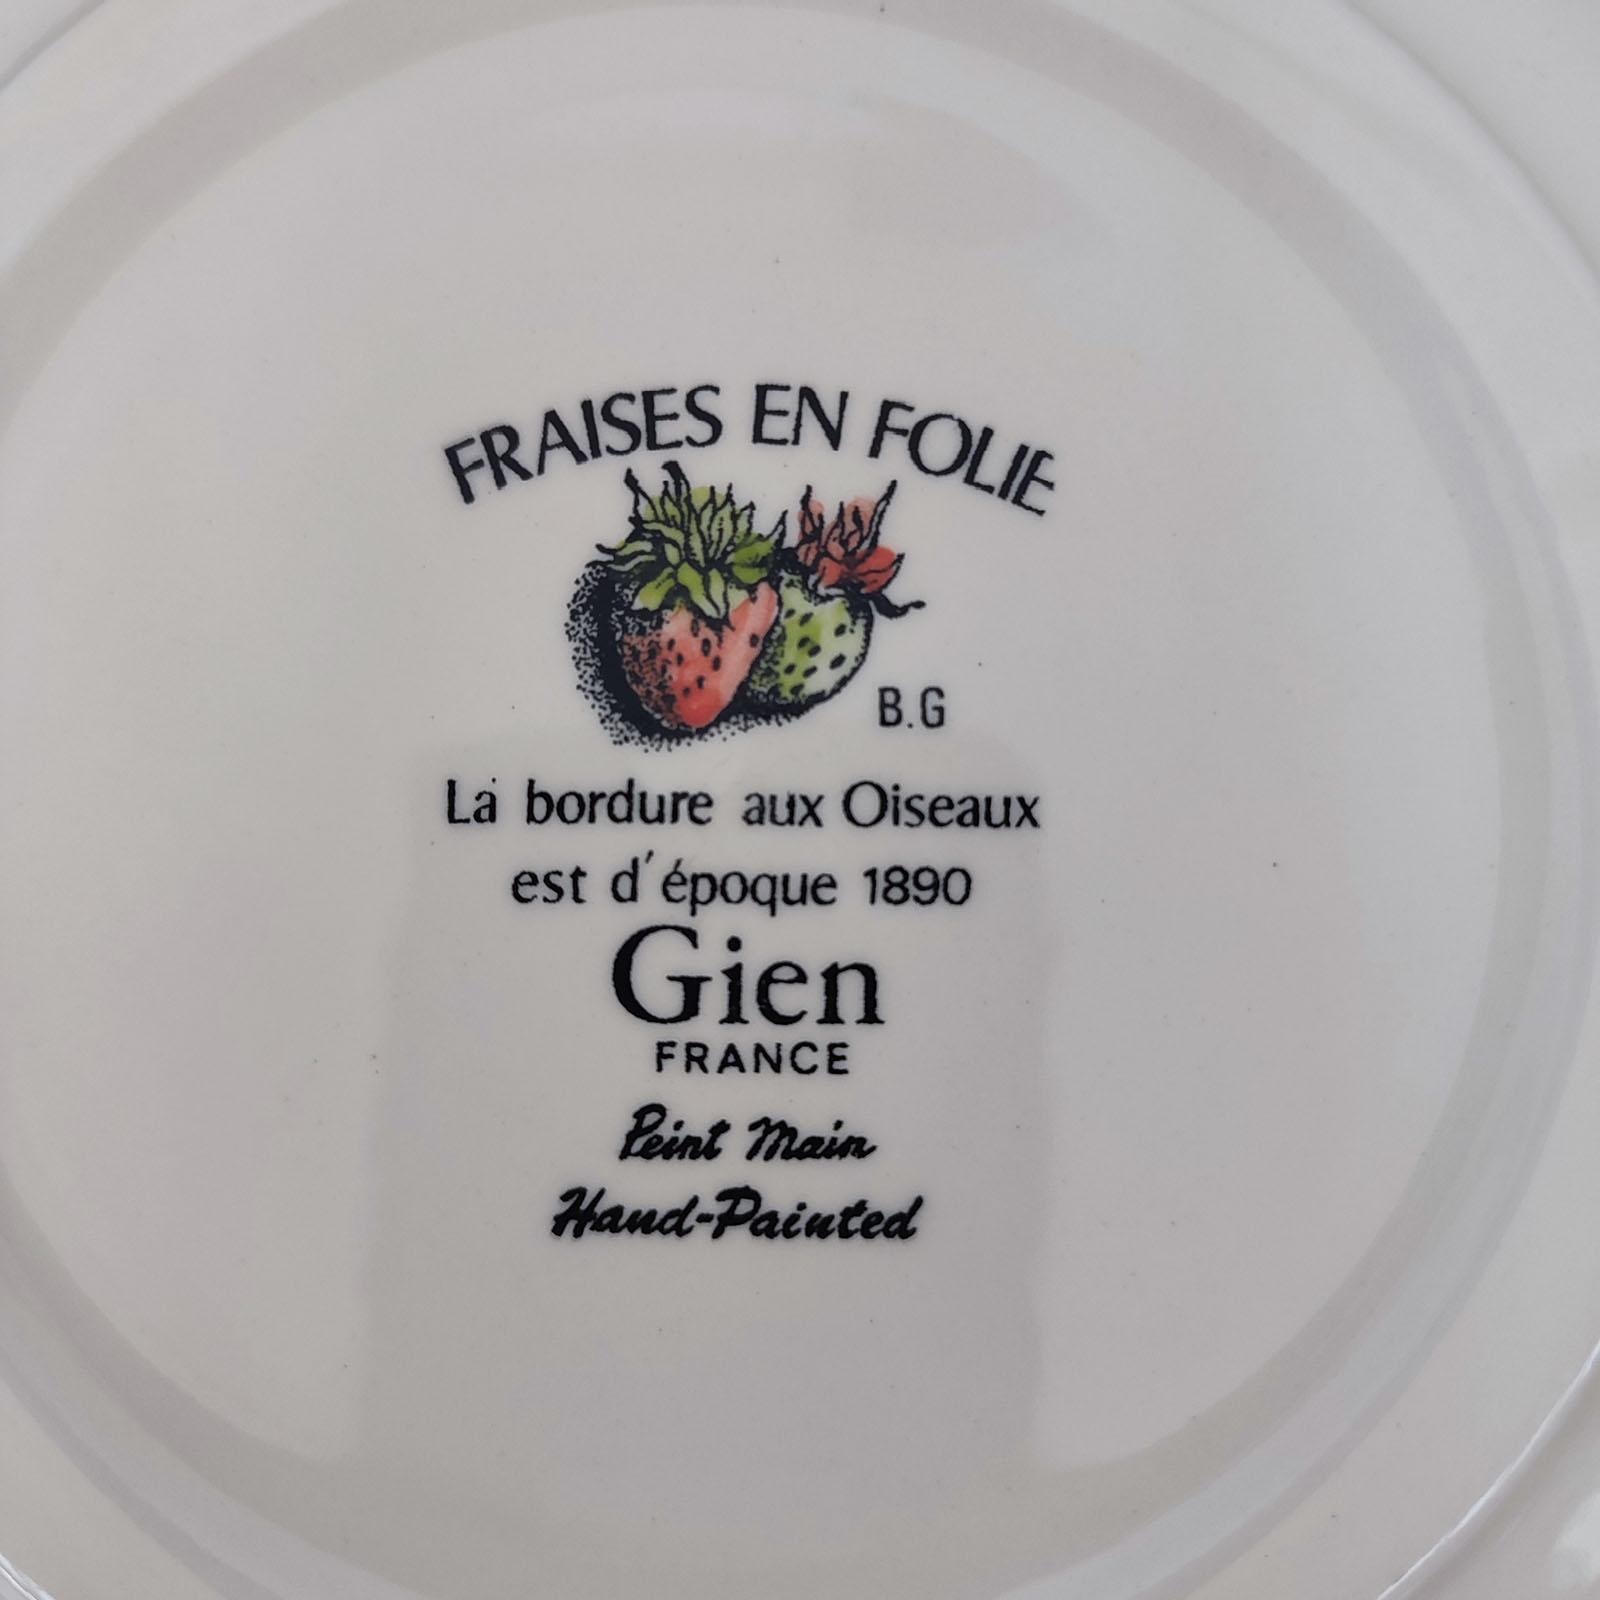 FRAISES EN FOLIE
B.G
La bordure aux Oiseaux
est d'époque 1890
Gien
FRANCE
Peint Main
Hand-Painted